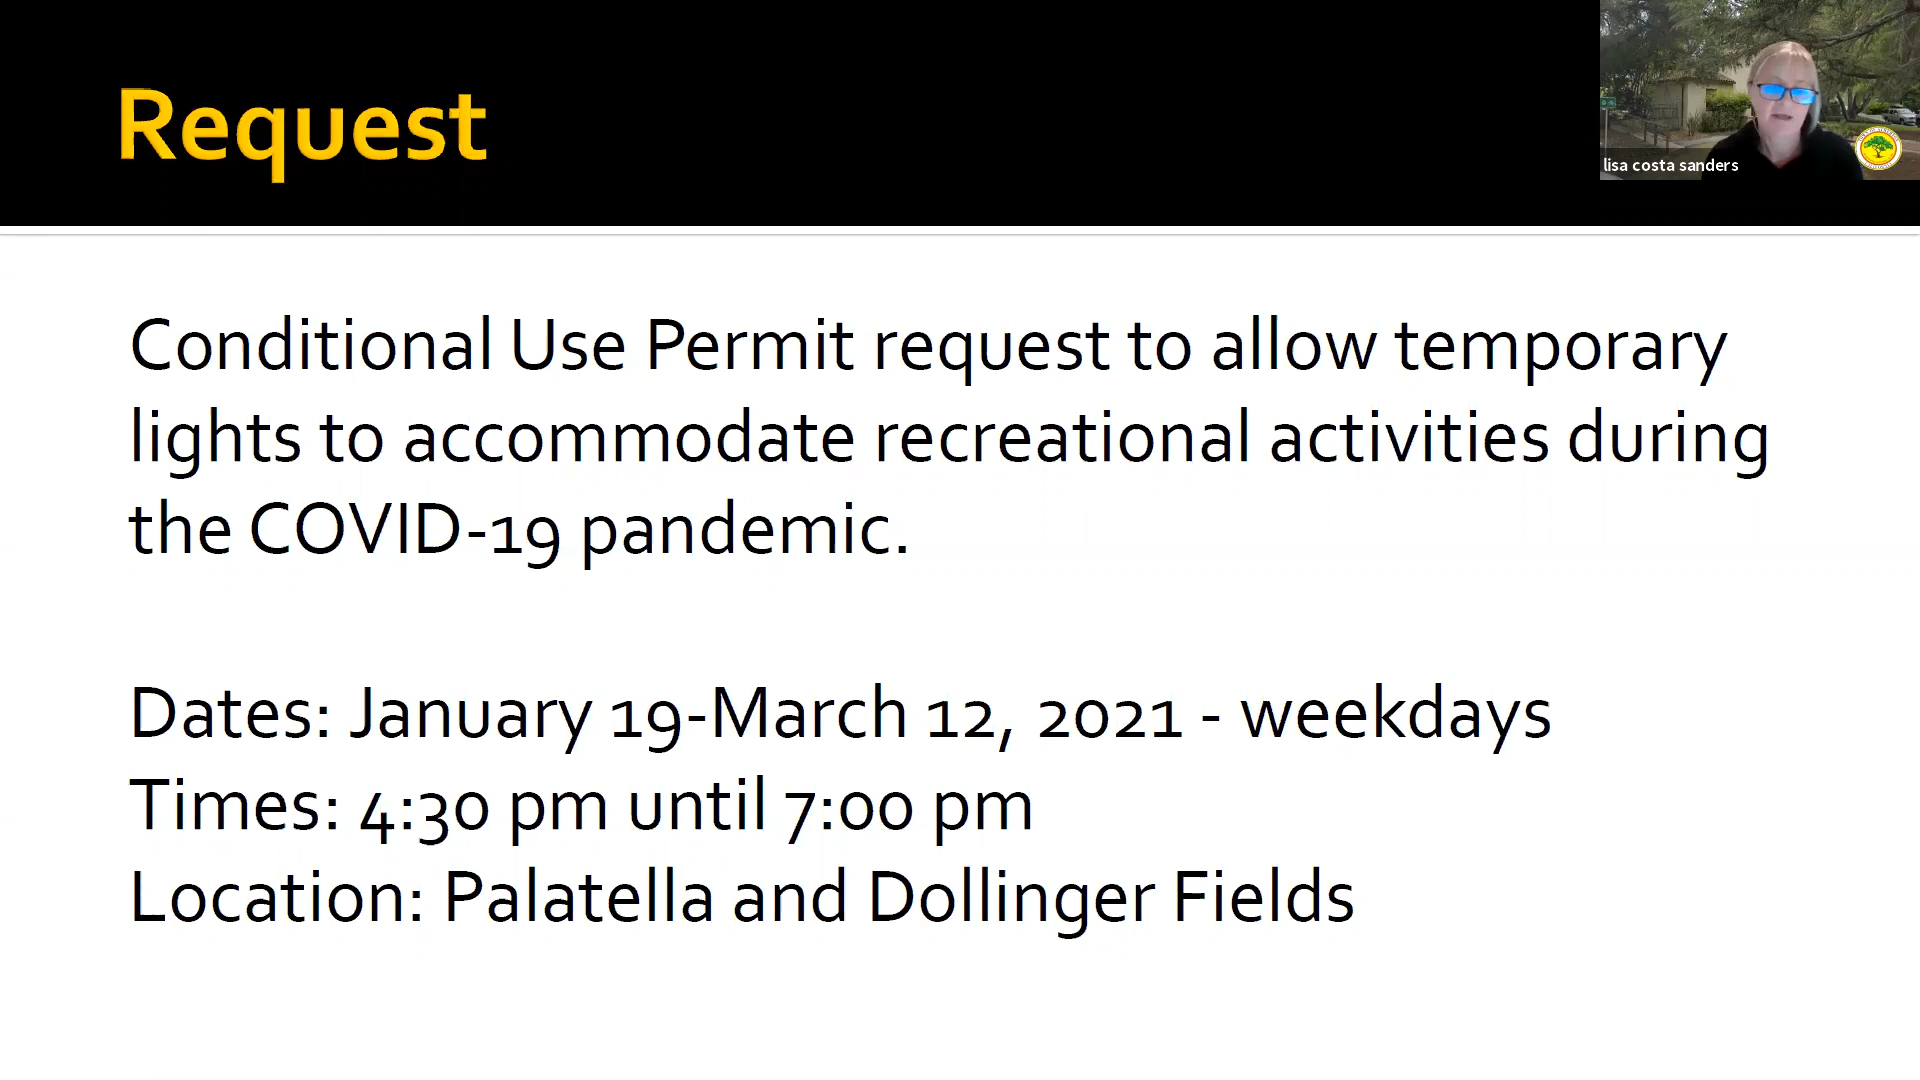 Request
lisa costa sanders
Conditional Use Permit request to allow temporary
lights to accommodate recreational activities during
the COVID-19 pandemic.
Dates: January 19-March 12, 2021 - weekdays
Times: 4:30 pm until 7:00 pm
Location: Palatella and Dollinger Fields